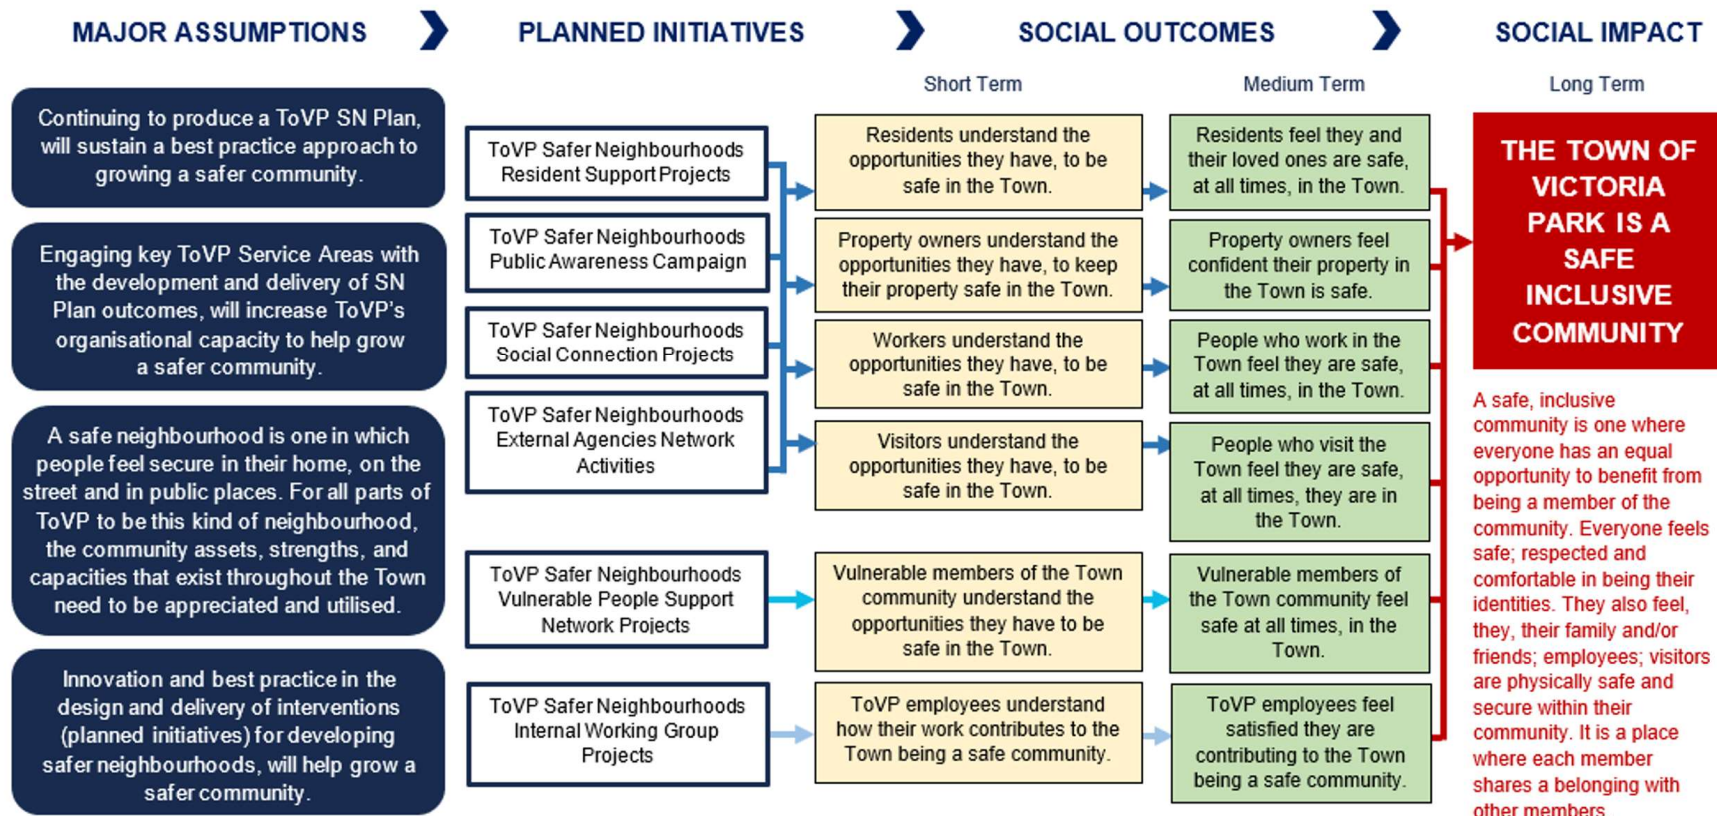 MAJOR ASSUMPTIONS
PLANNED INITIATIVES
SOCIAL OUTCOMES
SOCIAL IMPACT
Short Term
Medium Term
Long Term
Continuing to produce a ToVP SN Plan,
will sustain a best practice approach to
growing a safer community.
Engaging key ToVP Service Areas with
the development and delivery of SN
Plan outcomes, will increase ToVP's
organisational capacity to help grow
a safer community.
A safe neighbourhood is one in which
people feel secure in their home, on the
street and in public places. For all parts of
ToVP to be this kind of neighbourhood,
the community assets, strengths, and
capacities that exist throughout the Town
need to be appreciated and utilised.
Innovation and best practice in the
design and delivery of interventions
(planned initiatives) for developing
safer neighbourhoods, will help grow a
safer community.
ToVP Safer Neighbourhoods
Resident Support Projects
ToVP Safer Neighbourhoods
Public Awareness Campaign
ToVP Safer Neighbourhoods
Social Connection Projects
ToVP Safer Neighbourhoods
External Agencies Network
Activities
ToVP Safer Neighbourhoods
Vulnerable People Support
Network Projects
ToVP Safer Neighbourhoods
Internal Working Group
Projects
Residents understand the
opportunities they have, to be
safe in the Town.
Property owners understand the
opportunities they have, to keep
their property safe in the Town.
Workers understand the
opportunities they have, to be
safe in the Town.
Visitors understand the
opportunities they have, to be
safe in the Town.
Vulnerable members of the Town
community understand the
opportunities they have to be
safe in the Town.
ToVP employees understand
how their work contributes to the
Town being a safe community.
Residents feel they and
their loved ones are safe,
at all times, in the Town.
Property owners feel
confident their property in
the Town is safe.
People who work in the
Town feel they are safe,
at all times, in the Town.
People who visit the
Town feel they are safe,
at all times, they are in
the Town.
Vulnerable members of
the Town community feel
safe at all times, in the
Town.
ToVP employees feel
satisfied they are
contributing to the Town
being a safe community.
THE TOWN OF
VICTORIA
PARK IS A
SAFE
INCLUSIVE
COMMUNITY
A safe, inclusive
community is one where
everyone has an equal
opportunity to benefit from
being a member of the
community. Everyone feels
safe; respected and
comfortable in being their
identities. They also feel,
they, their family and/or
friends; employees; visitors
are physically safe and
secure within their
community. It is a place
where each member
shares a belonging with
other members